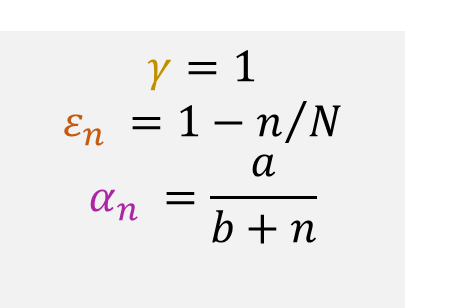 γ = 1
εn = 1 − n/N
αn = a / b + n